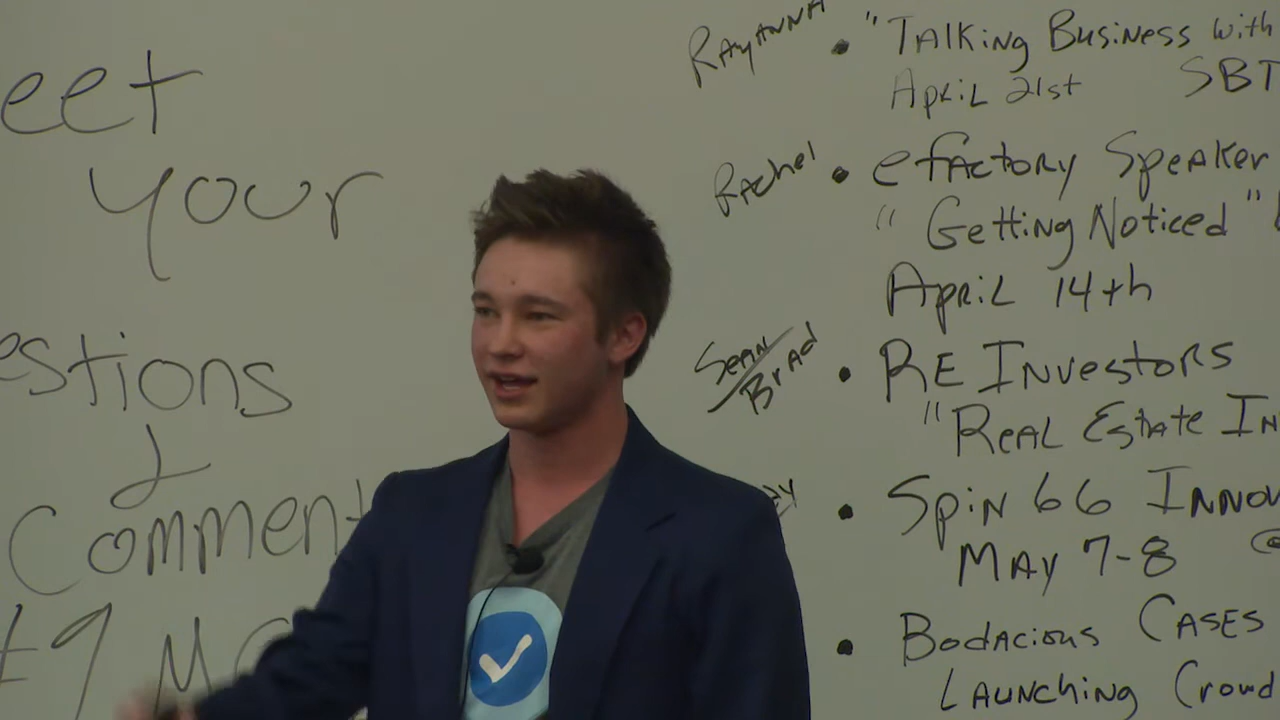 eet
your
estions
&
Comment
#9
Rayanna • "Talking Business with
April 21st SBT
Rachel • efactory Speaker
"Getting Noticed"
April 14th
Sean/Brad • RE Investors
"Real Estate In
• Spin 66 Innov
May 7-8 @
• Bodacious Cases
Launching Crowd